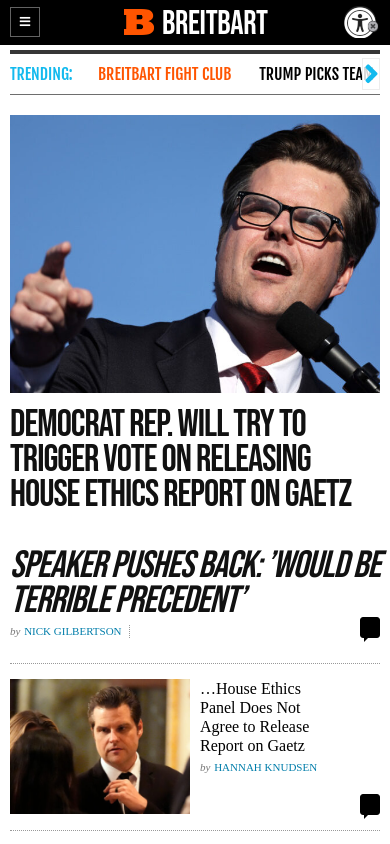 BREITBART
TRENDING: BREITBART FIGHT CLUB TRUMP PICKS TEA
DEMOCRAT REP. WILL TRY TO
TRIGGER VOTE ON RELEASING
HOUSE ETHICS REPORT ON GAETZ
SPEAKER PUSHES BACK: ’WOULD BE
TERRIBLE PRECEDENT’
by NICK GILBERTSON
…House Ethics
Panel Does Not
Agree to Release
Report on Gaetz
by HANNAH KNUDSEN